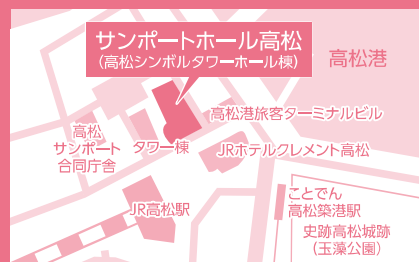 サンポートホール高松
(高松シンボルタワーホール棟)
高松港
高松港旅客ターミナルビル
高松
サンポート
合同庁舎
タワー棟
JRホテルクレメント高松
JR高松駅
ことでん
高松築港駅
史跡高松城跡
(玉藻公園)